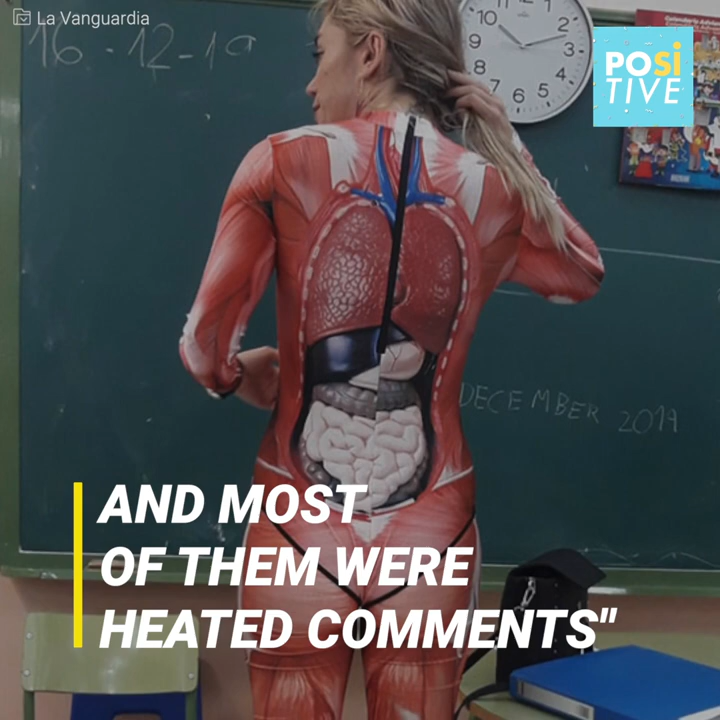 La Vanguardia
16-12-19
POSi
TIVE
DECEMBER 2019
AND MOST
OF THEM WERE
HEATED COMMENTS"